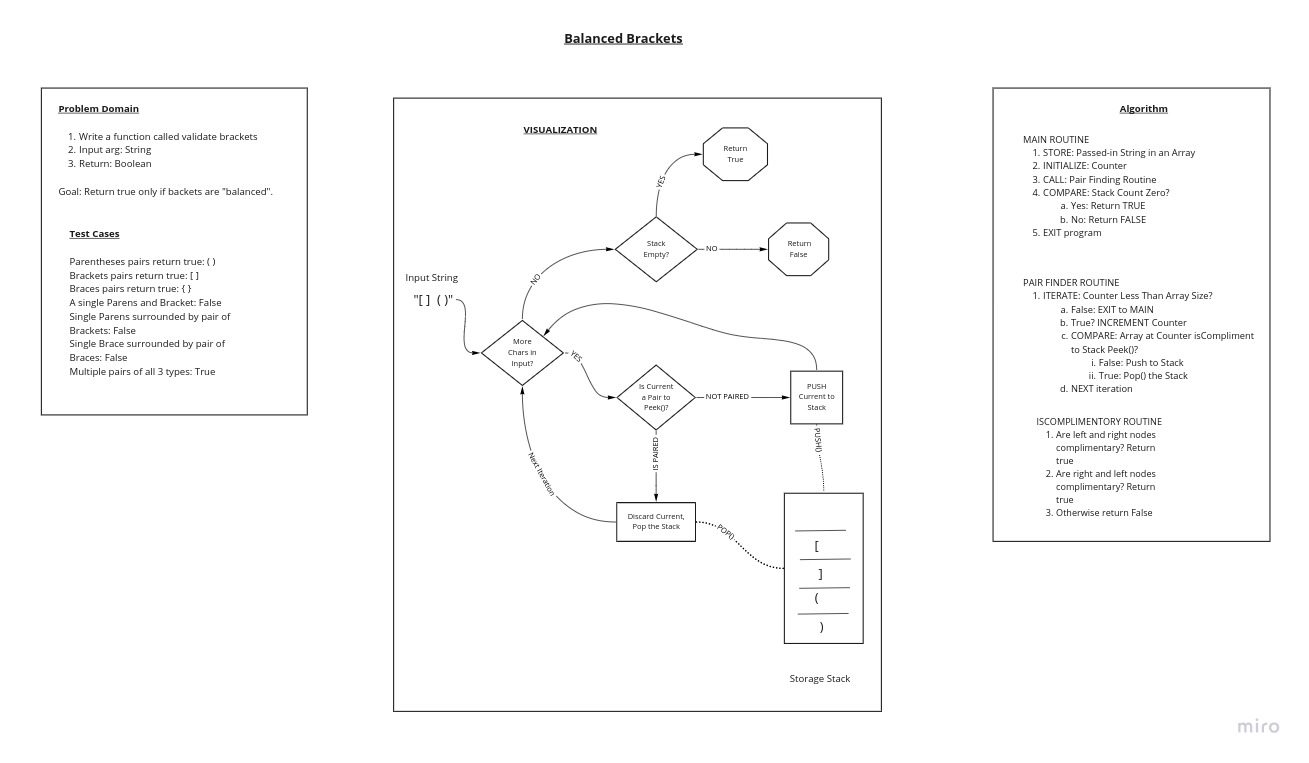 Balanced Brackets
Problem Domain
1. Write a function called validate brackets
2. Input arg: String
3. Return: Boolean
Goal: Return true only if backets are "balanced".
Test Cases
Parentheses pairs return true: ( )
Brackets pairs return true: [ ]
Braces pairs return true: { }
A single Parens and Bracket: False
Single Parens surrounded by pair of
Brackets: False
Single Brace surrounded by pair of
Braces: False
Multiple pairs of all 3 types: True
VISUALIZATION
Return
True
YES
Stack
Empty?
NO
Return
False
NO
Input String
"[ ] ( )"
More
Chars in
Input?
YES
Is Current
a Pair to
Peek()?
NOT PAIRED
PUSH
Current to
Stack
PUSH()
IS PAIRED
Next Iteration
Discard Current,
Pop the Stack
POP()
[
]
(
)
Storage Stack
Algorithm
MAIN ROUTINE
1. STORE: Passed-in String in an Array
2. INITIALIZE: Counter
3. CALL: Pair Finding Routine
4. COMPARE: Stack Count Zero?
a. Yes: Return TRUE
b. No: Return FALSE
5. EXIT program
PAIR FINDER ROUTINE
1. ITERATE: Counter Less Than Array Size?
a. False: EXIT to MAIN
b. True? INCREMENT Counter
c. COMPARE: Array at Counter isCompliment
to Stack Peek()?
i. False: Push to Stack
ii. True: Pop() the Stack
d. NEXT iteration
ISCOMPLIMENTORY ROUTINE
1. Are left and right nodes
complimentary? Return
true
2. Are right and left nodes
complimentary? Return
true
3. Otherwise return False
miro